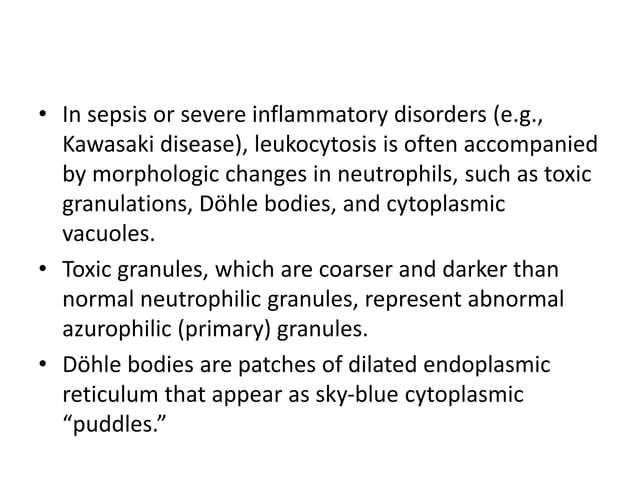 • In sepsis or severe inflammatory disorders (e.g.,
Kawasaki disease), leukocytosis is often accompanied
by morphologic changes in neutrophils, such as toxic
granulations, Döhle bodies, and cytoplasmic
vacuoles.
• Toxic granules, which are coarser and darker than
normal neutrophilic granules, represent abnormal
azurophilic (primary) granules.
• Döhle bodies are patches of dilated endoplasmic
reticulum that appear as sky-blue cytoplasmic
“puddles.”